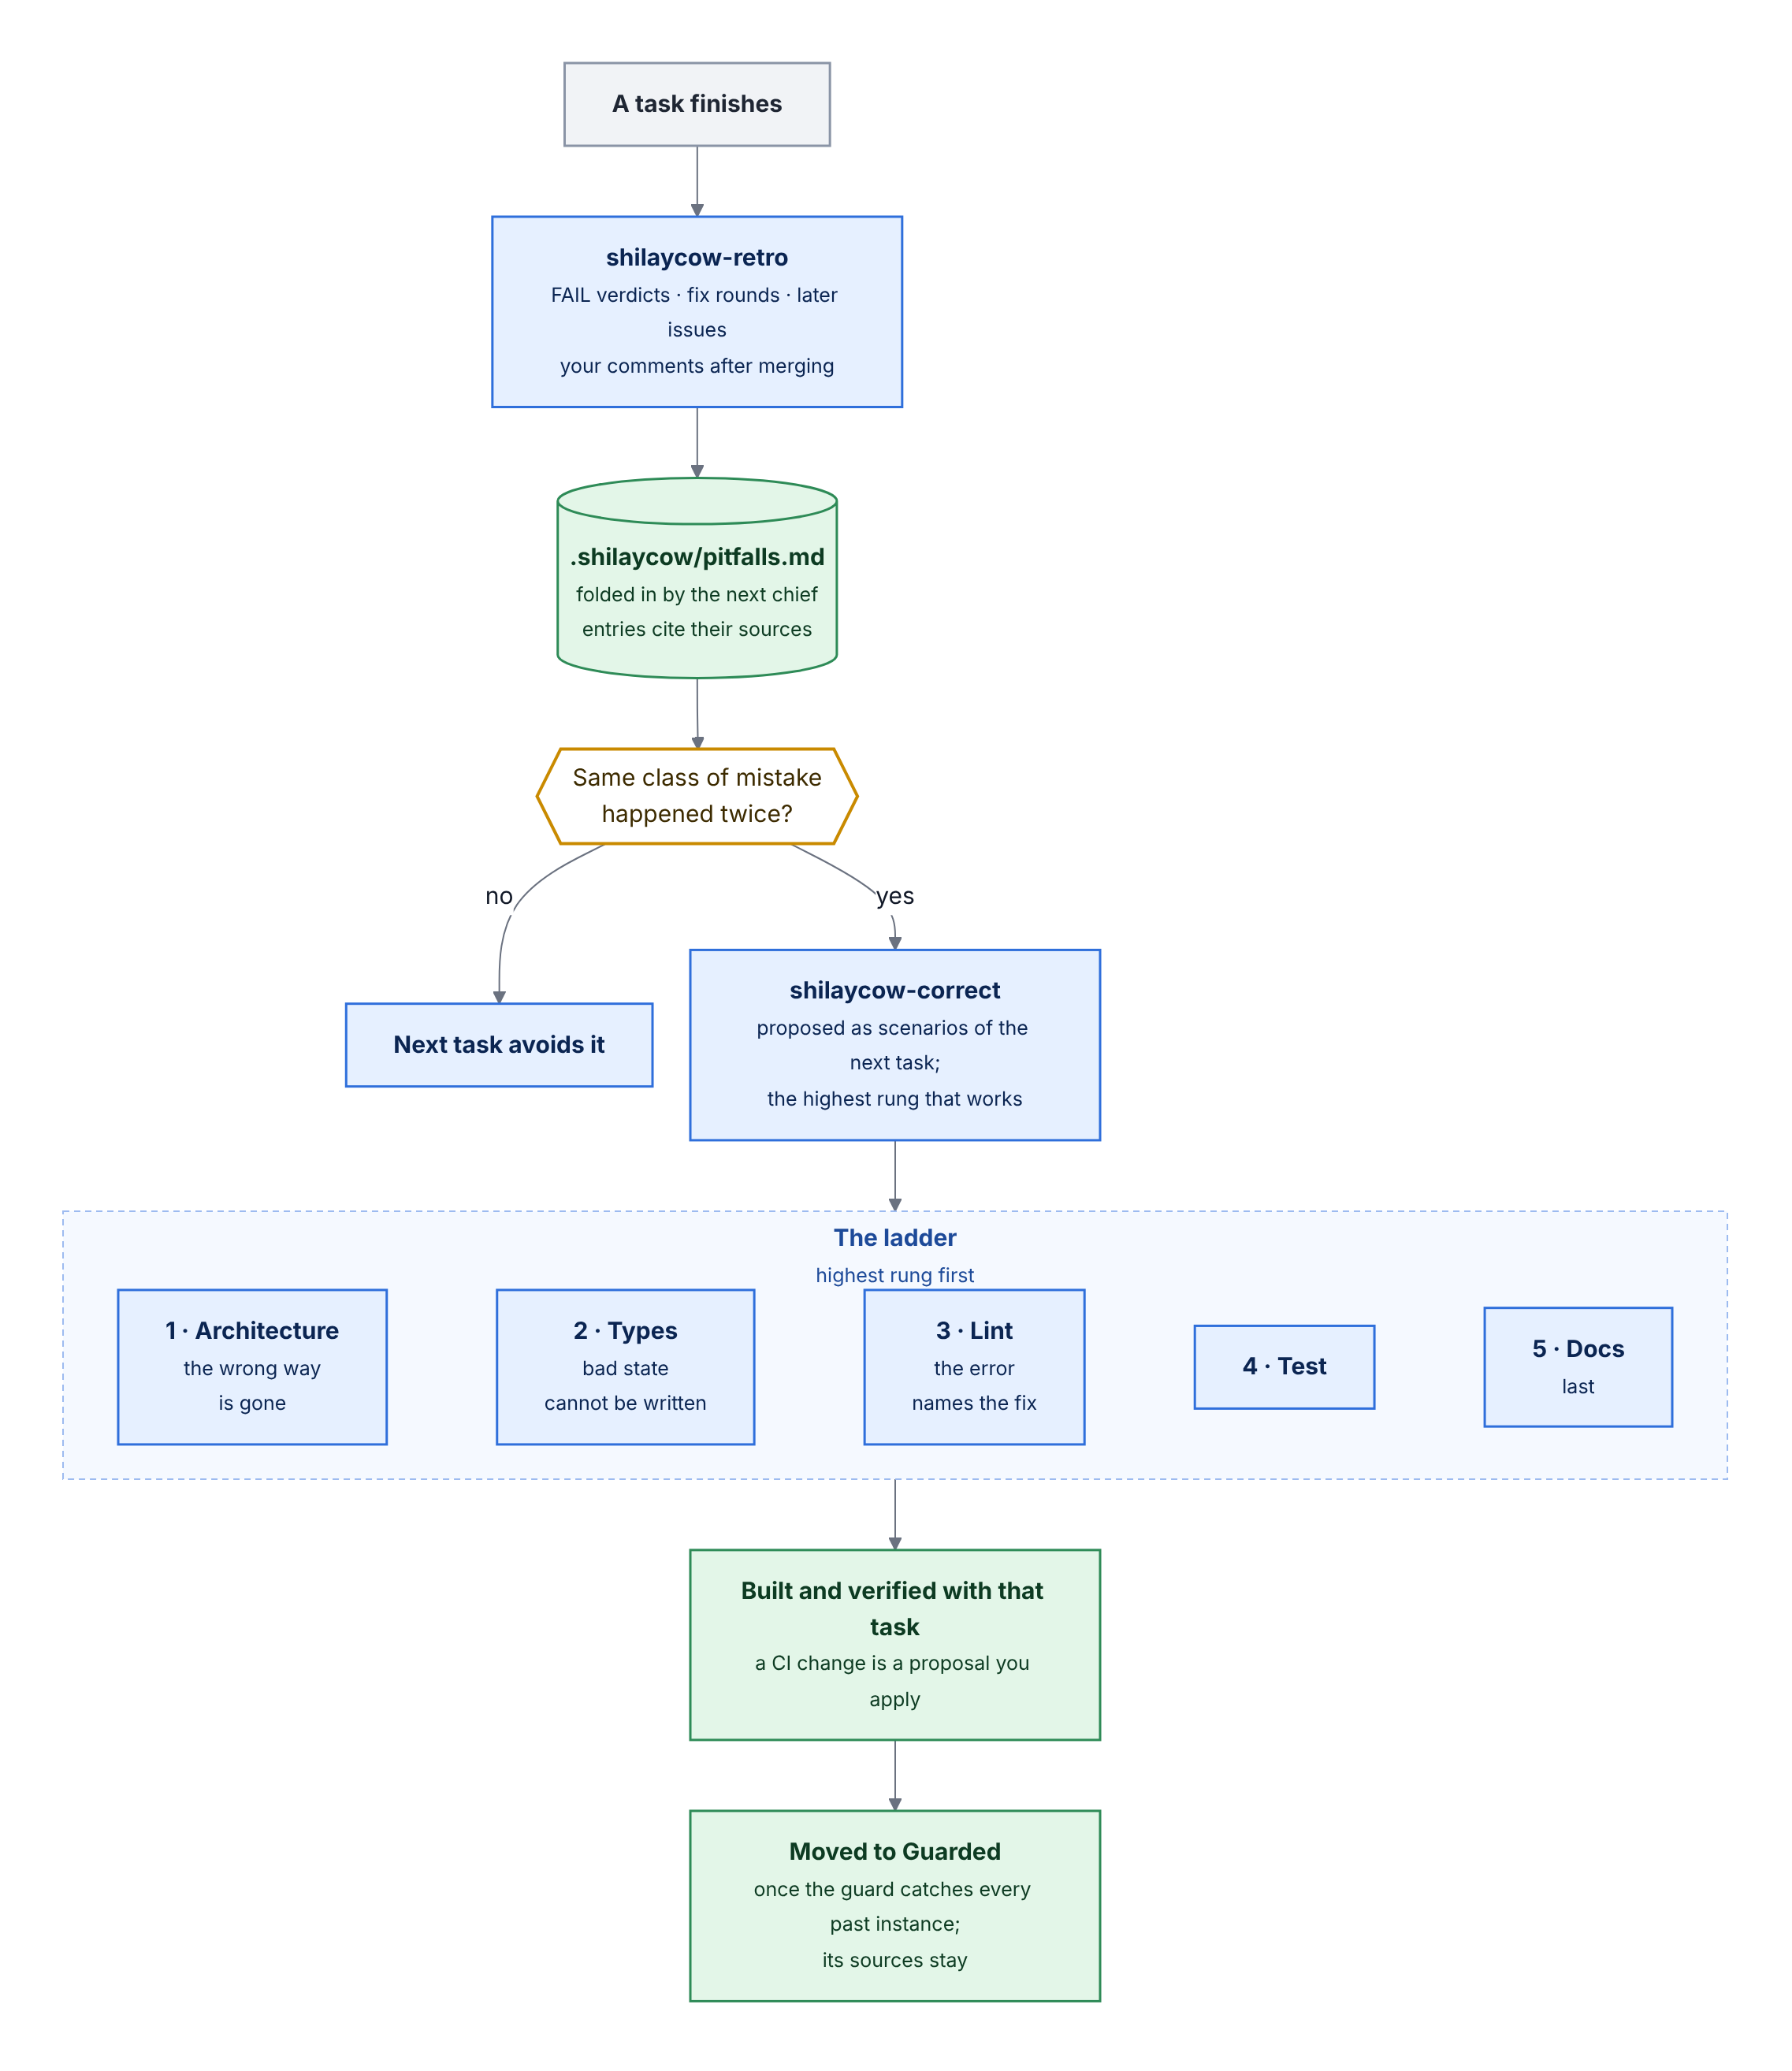 A task finishes
shilaycow-retro
FAIL verdicts · fix rounds · later
issues
your comments after merging
.shilaycow/pitfalls.md
folded in by the next chief
entries cite their sources
Same class of mistake
happened twice?
no
yes
Next task avoids it
shilaycow-correct
proposed as scenarios of the
next task;
the highest rung that works
The ladder
highest rung first
1 · Architecture
the wrong way
is gone
2 · Types
bad state
cannot be written
3 · Lint
the error
names the fix
4 · Test
5 · Docs
last
Built and verified with that
task
a CI change is a proposal you
apply
Moved to Guarded
once the guard catches every
past instance;
its sources stay